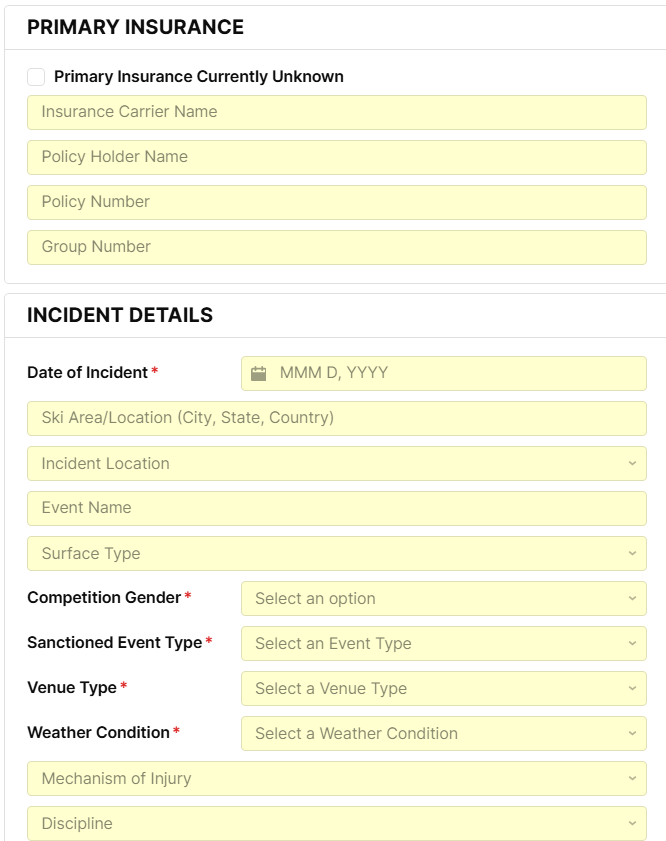 PRIMARY INSURANCE
Primary Insurance Currently Unknown
Insurance Carrier Name
Policy Holder Name
Policy Number
Group Number
INCIDENT DETAILS
Date of Incident* MMM D, YYYY
Ski Area/Location (City, State, Country)
Incident Location
Event Name
Surface Type
Competition Gender* Select an option
Sanctioned Event Type* Select an Event Type
Venue Type* Select a Venue Type
Weather Condition* Select a Weather Condition
Mechanism of Injury
Discipline